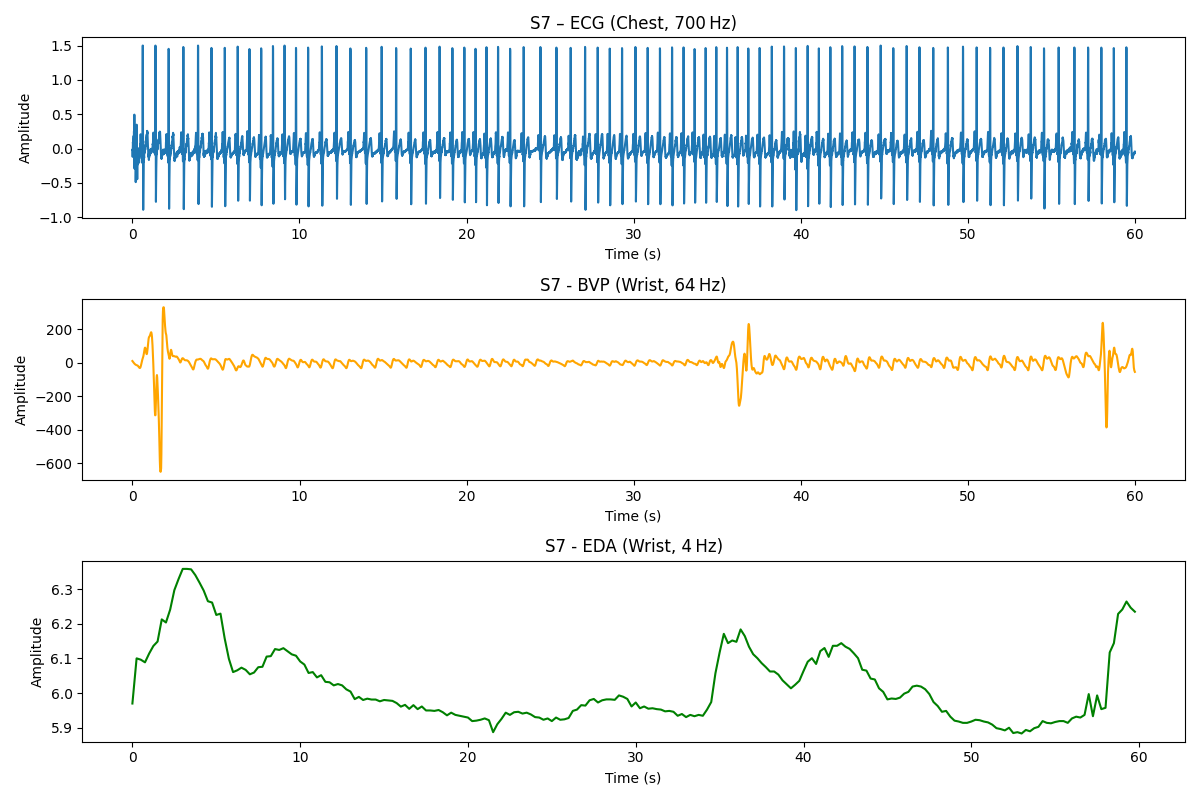 S7 – ECG (Chest, 700 Hz)
1.5
1.0
0.5
0.0
−0.5
−1.0
Amplitude
0 10 20 30 40 50 60
Time (s)
S7 - BVP (Wrist, 64 Hz)
200
0
−200
−400
−600
Amplitude
0 10 20 30 40 50 60
Time (s)
S7 - EDA (Wrist, 4 Hz)
6.3
6.2
6.1
6.0
5.9
Amplitude
0 10 20 30 40 50 60
Time (s)